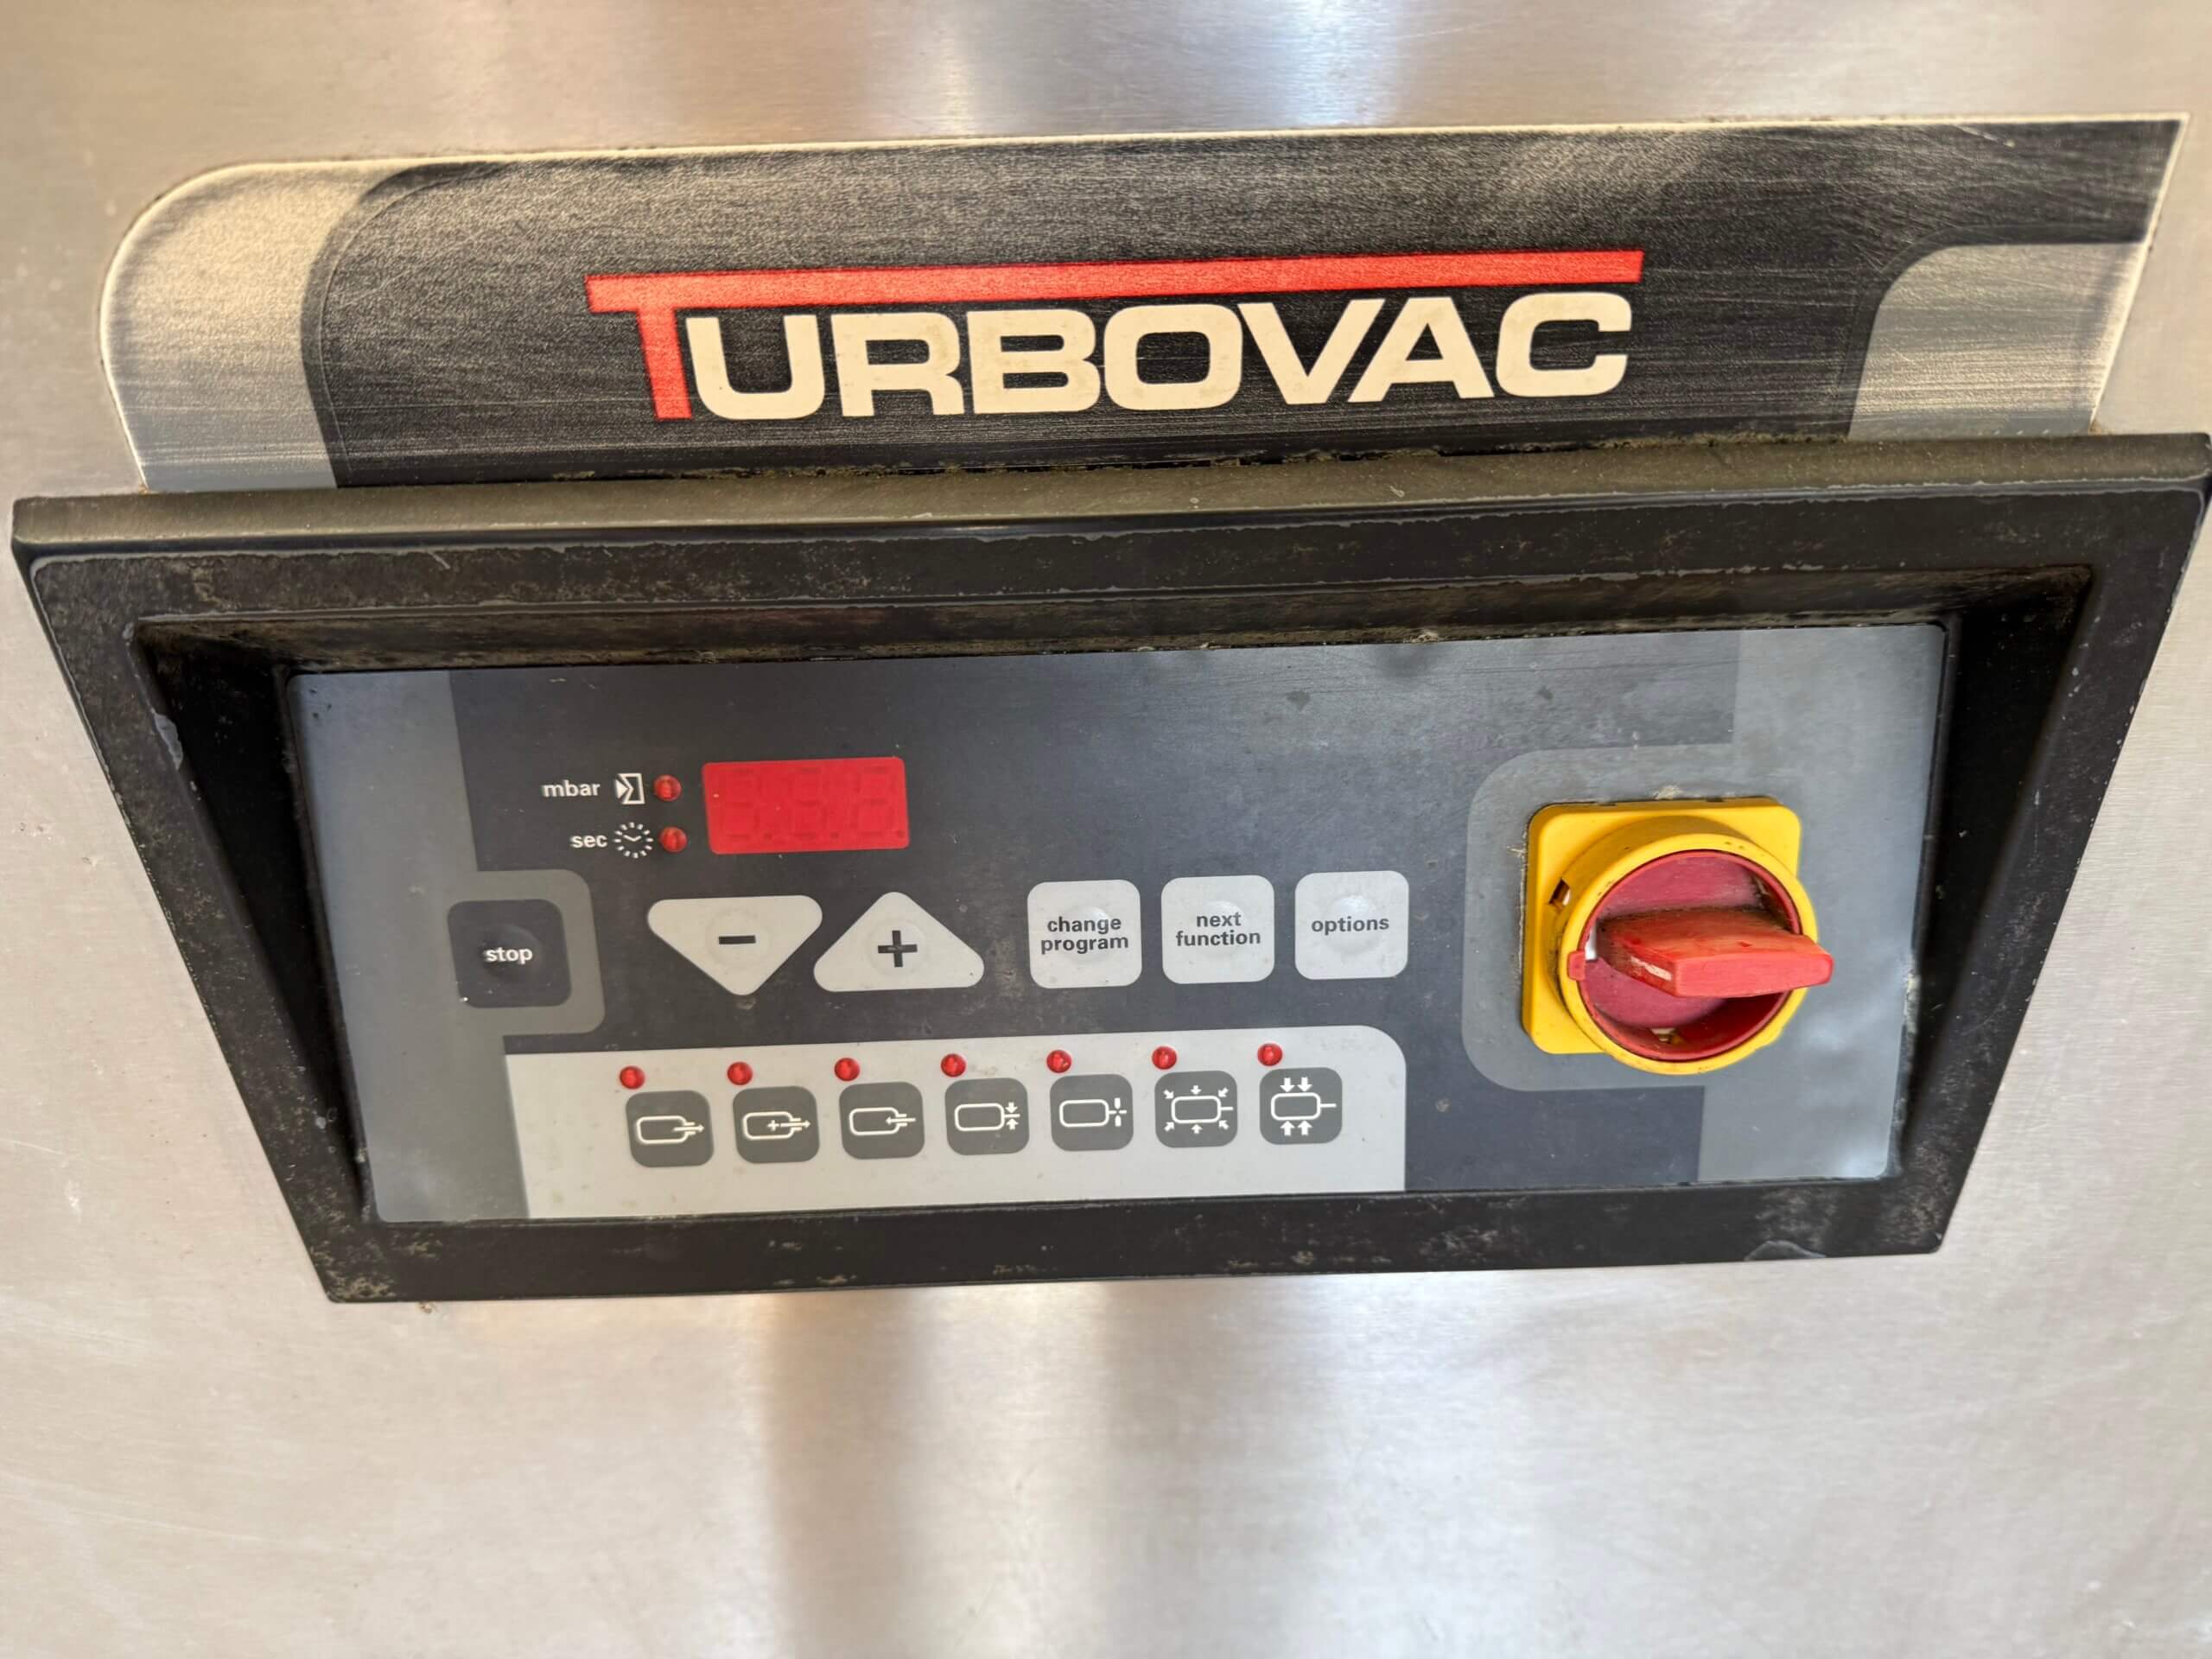 TURBOVAC
mbar
sec
stop
-
+
change
program
next
function
options